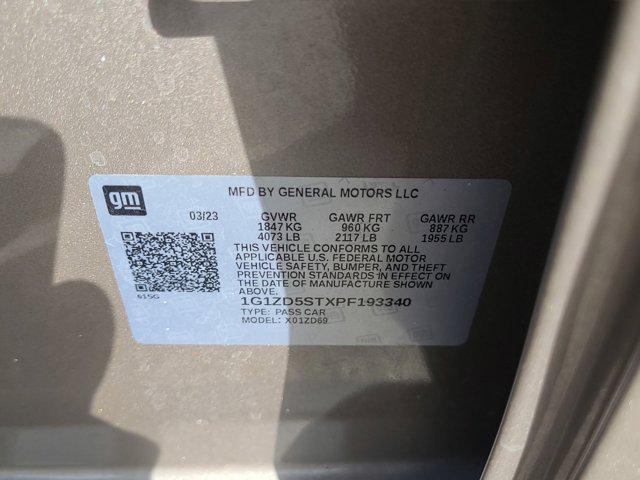 gm
MFD BY GENERAL MOTORS LLC
03/23 GVWR GAWR FRT GAWR RR
1847 KG 960 KG 887 KG
4073 LB 2117 LB 1955 LB
THIS VEHICLE CONFORMS TO ALL
APPLICABLE U.S. FEDERAL MOTOR
VEHICLE SAFETY, BUMPER, AND THEFT
PREVENTION STANDARDS IN EFFECT ON
THE DATE OF MANUFACTURE SHOWN
ABOVE.
615G
1G1ZD5STXPF193340
TYPE: PASS CAR
MODEL: X01ZD69